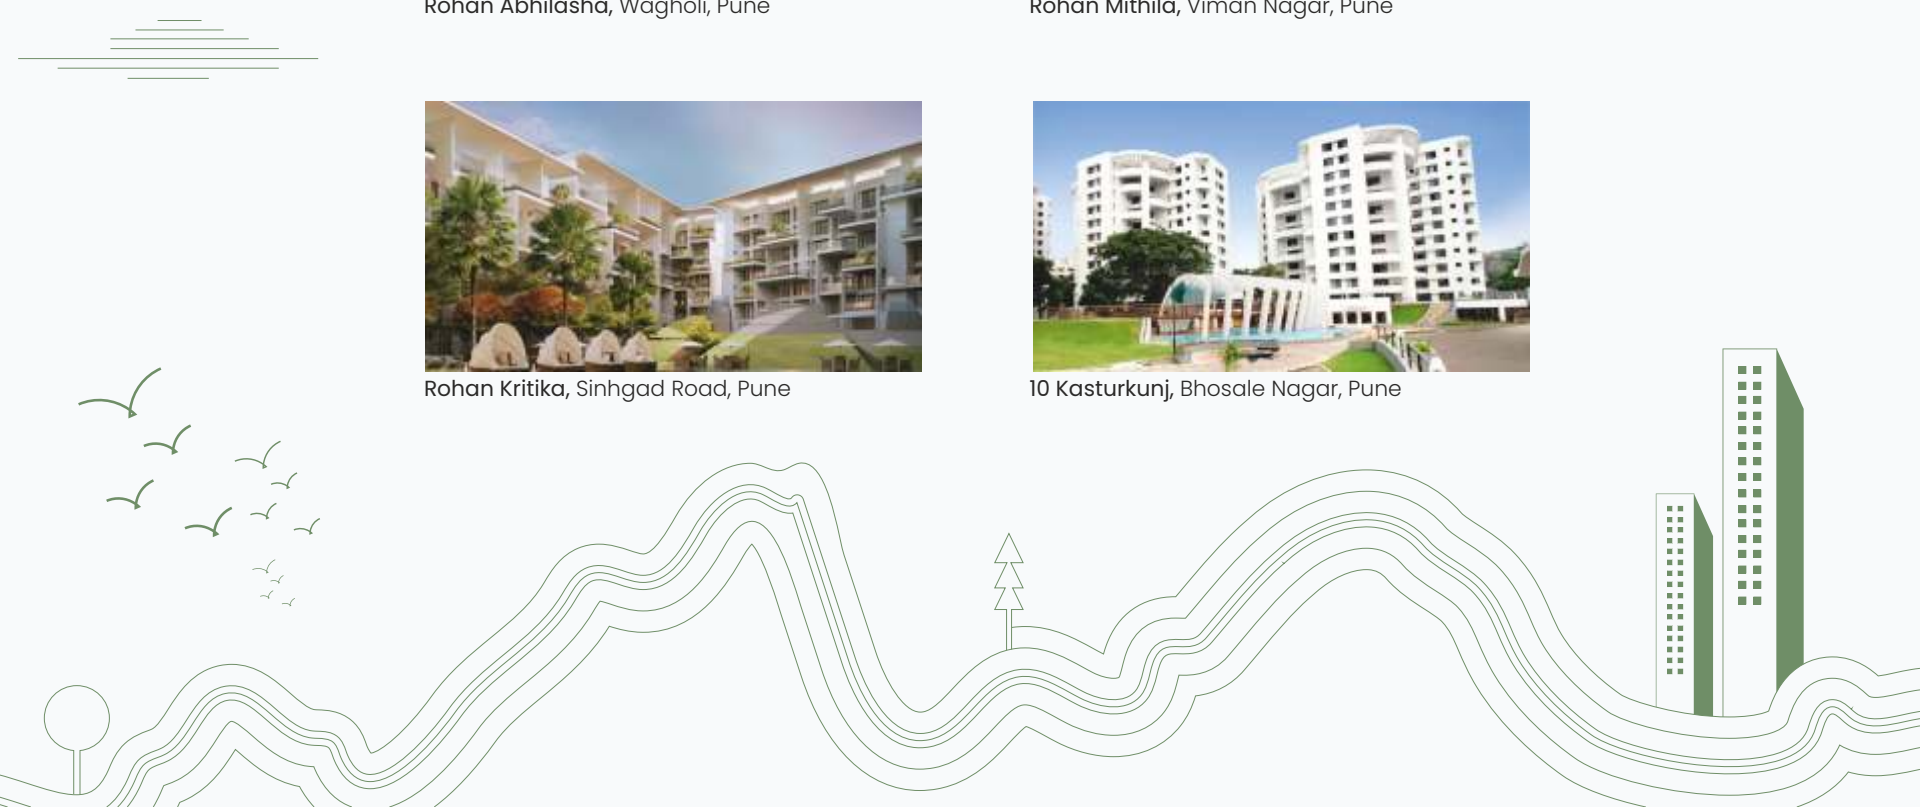 Rohan Abhilasha, Wagholi, Pune
Rohan Mithila, Viman Nagar, Pune
Rohan Kritika, Sinhgad Road, Pune
10 Kasturkunj, Bhosale Nagar, Pune